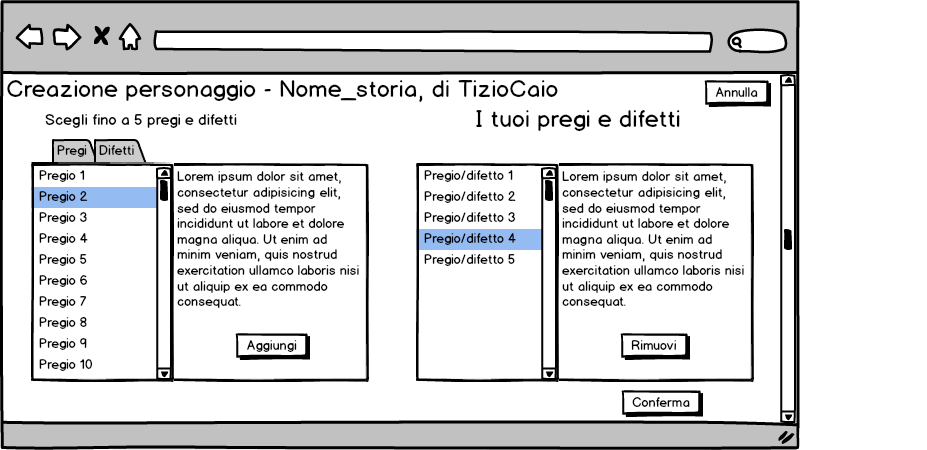 Creazione personaggio - Nome_storia, di TizioCaio
Annulla
Scegli fino a 5 pregi e difetti
Pregi
Difetti
Pregio 1
Pregio 2
Pregio 3
Pregio 4
Pregio 5
Pregio 6
Pregio 7
Pregio 8
Pregio 9
Pregio 10
Lorem ipsum dolor sit amet,
consectetur adipisicing elit,
sed do eiusmod tempor
incididunt ut labore et dolore
magna aliqua. Ut enim ad
minim veniam, quis nostrud
exercitation ullamco laboris nisi
ut aliquip ex ea commodo
consequat.
Aggiungi
I tuoi pregi e difetti
Pregio/difetto 1
Pregio/difetto 2
Pregio/difetto 3
Pregio/difetto 4
Pregio/difetto 5
Lorem ipsum dolor sit amet,
consectetur adipisicing elit,
sed do eiusmod tempor
incididunt ut labore et dolore
magna aliqua. Ut enim ad
minim veniam, quis nostrud
exercitation ullamco laboris nisi
ut aliquip ex ea commodo
consequat.
Rimuovi
Conferma